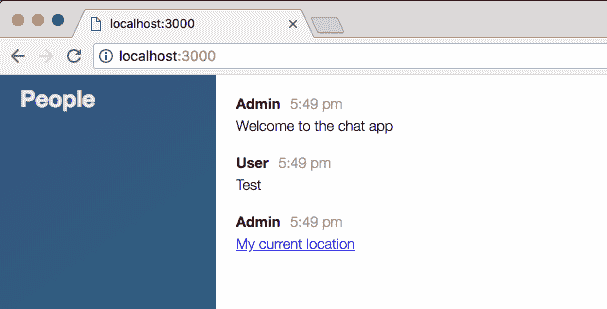 localhost:3000
localhost:3000
People
Admin 5:49 pm
Welcome to the chat app
User 5:49 pm
Test
Admin 5:49 pm
My current location